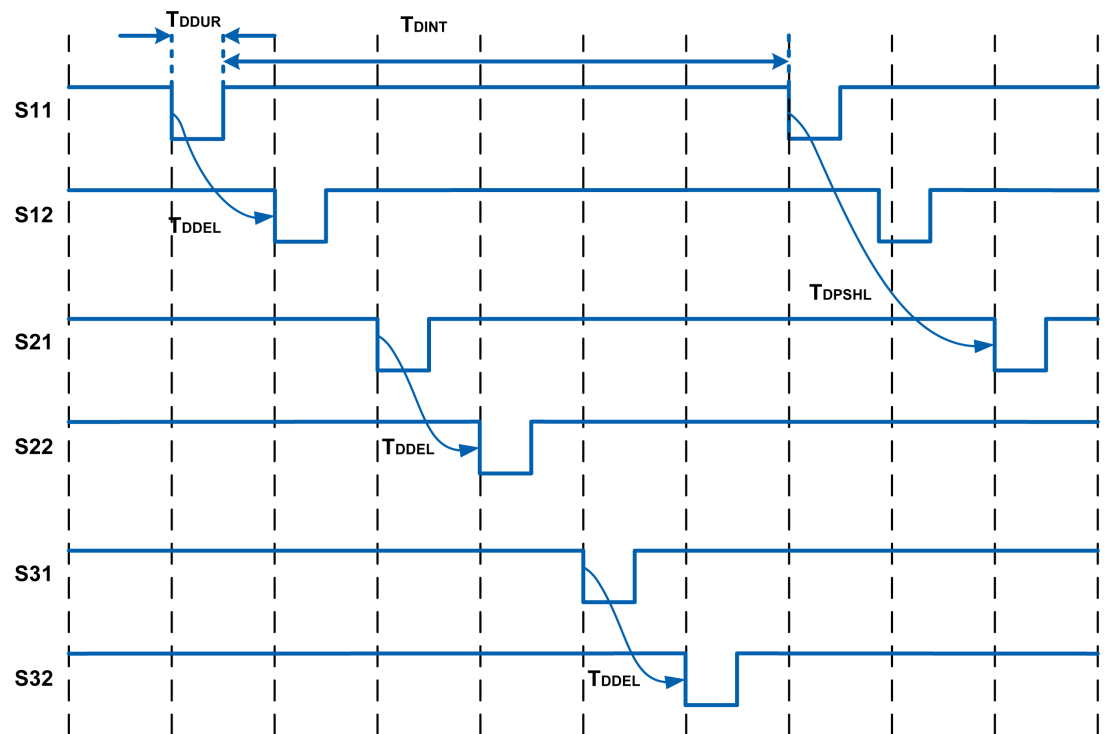 TDDUR
TDINT
S11
S12
TDDEL
TDPSHL
S21
S22
TDDEL
S31
S32
TDDEL